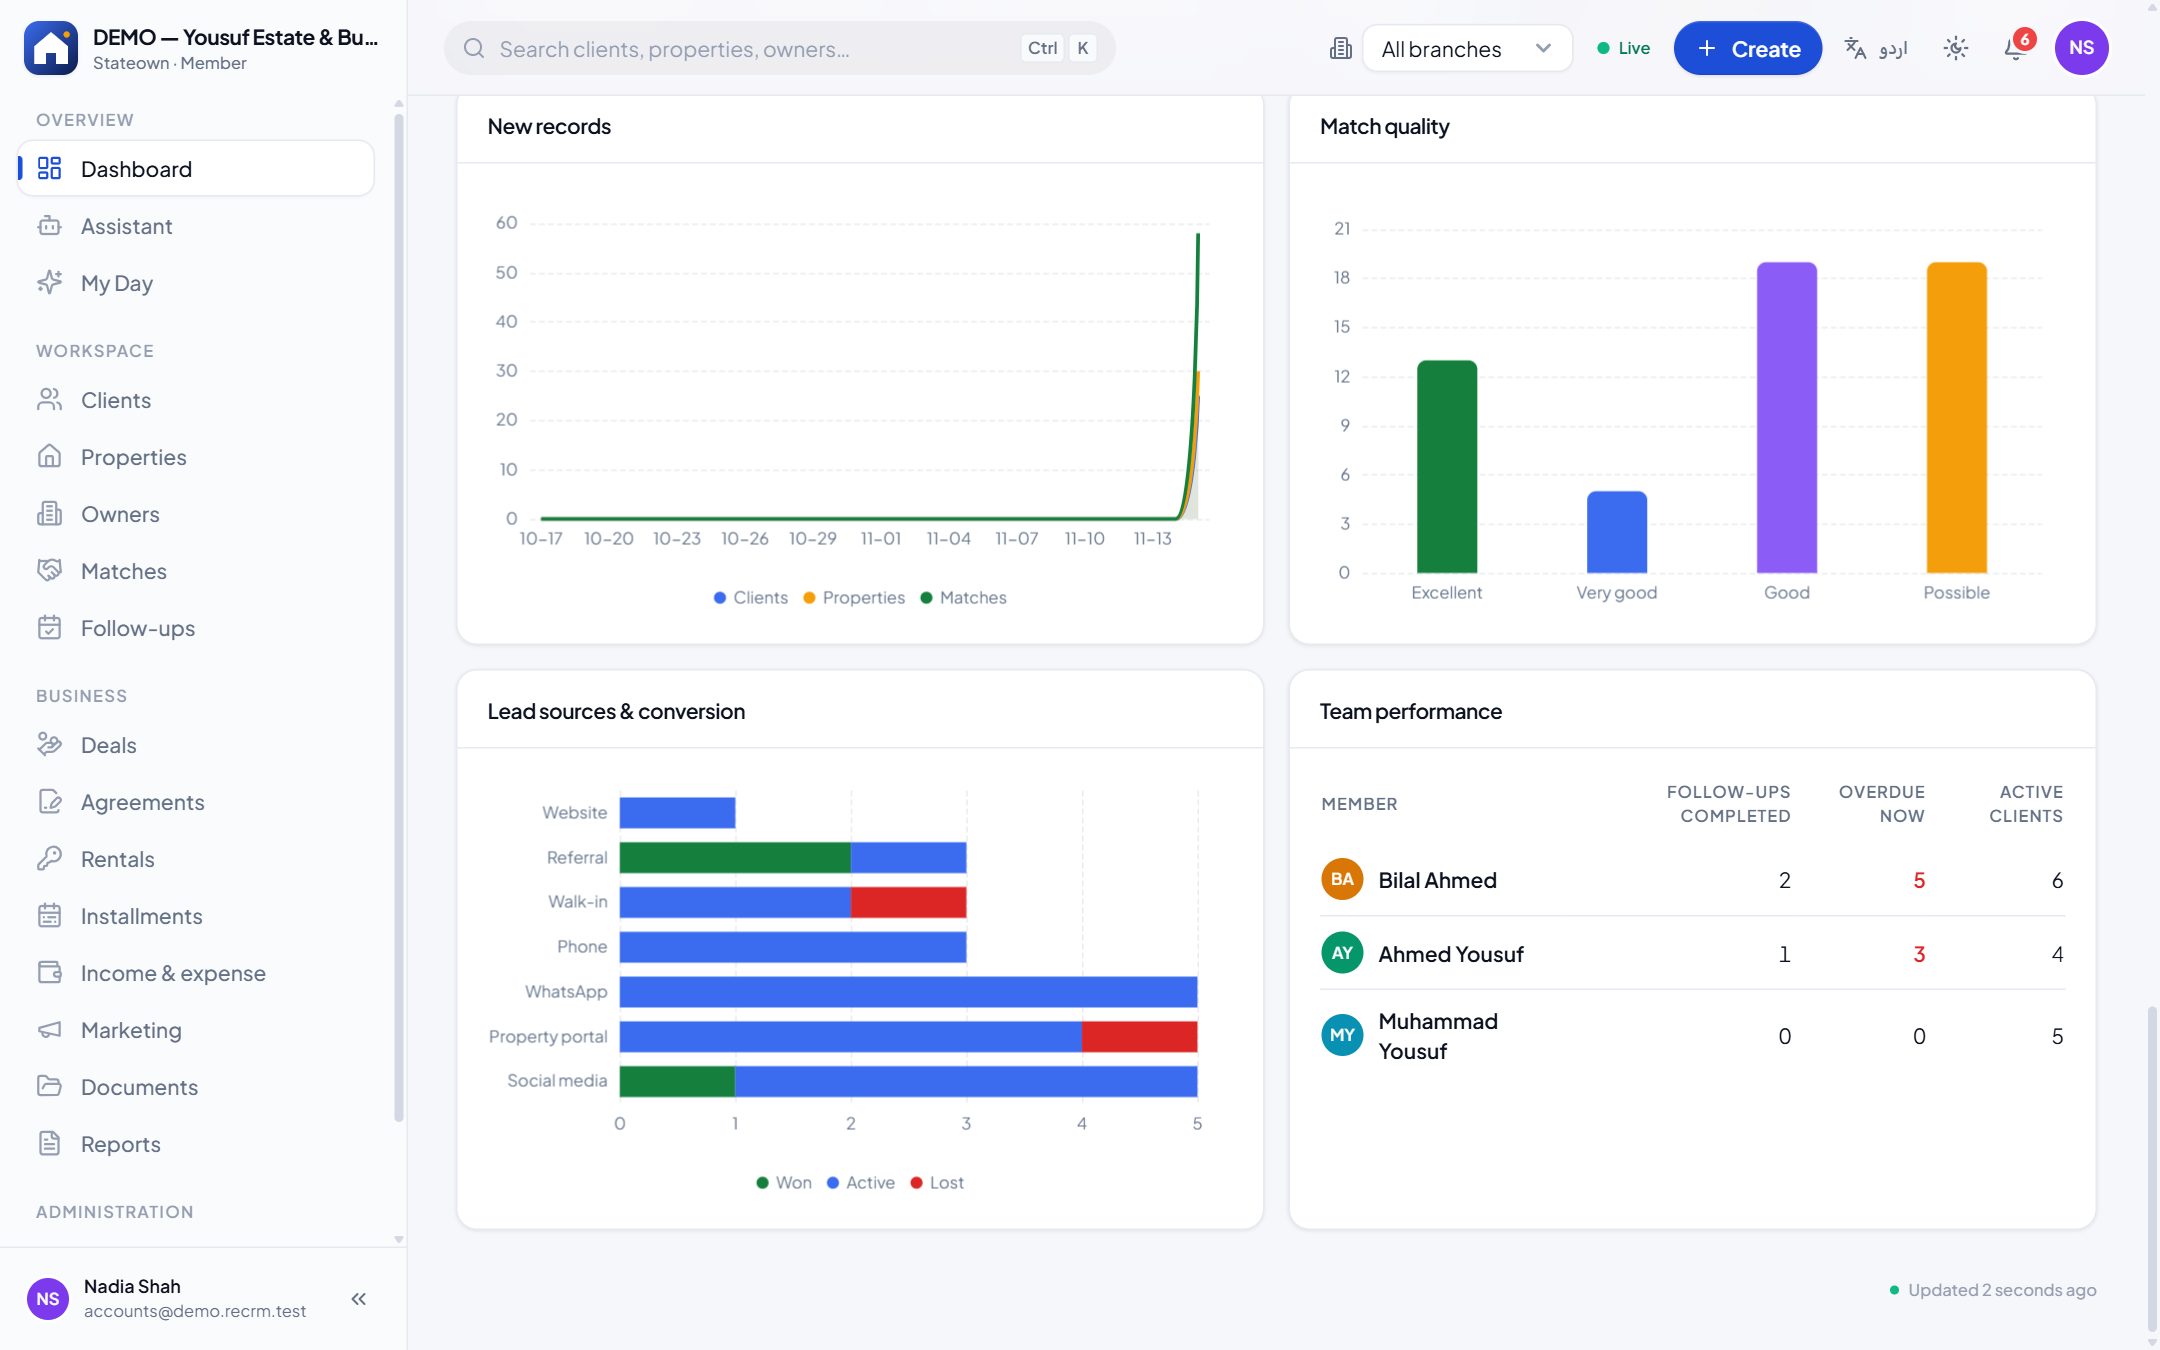 DEMO — Yousuf Estate & Bu...
Stateown · Member
Search clients, properties, owners...
Ctrl K
All branches
Live
+ Create
اردو
6
NS
OVERVIEW
Dashboard
Assistant
My Day
WORKSPACE
Clients
Properties
Owners
Matches
Follow-ups
BUSINESS
Deals
Agreements
Rentals
Installments
Income & expense
Marketing
Documents
Reports
ADMINISTRATION
NS
Nadia Shah
accounts@demo.recrm.test
New records
60
50
40
30
20
10
0
10-17 10-20 10-23 10-26 10-29 11-01 11-04 11-07 11-10 11-13
Clients Properties Matches
Match quality
21
18
15
12
9
6
3
0
Excellent Very good Good Possible
Lead sources & conversion
Website
Referral
Walk-in
Phone
WhatsApp
Property portal
Social media
0 1 2 3 4 5
Won Active Lost
Team performance
MEMBER FOLLOW-UPS COMPLETED OVERDUE NOW ACTIVE CLIENTS
BA Bilal Ahmed 2 5 6
AY Ahmed Yousuf 1 3 4
MY Muhammad Yousuf 0 0 5
Updated 2 seconds ago